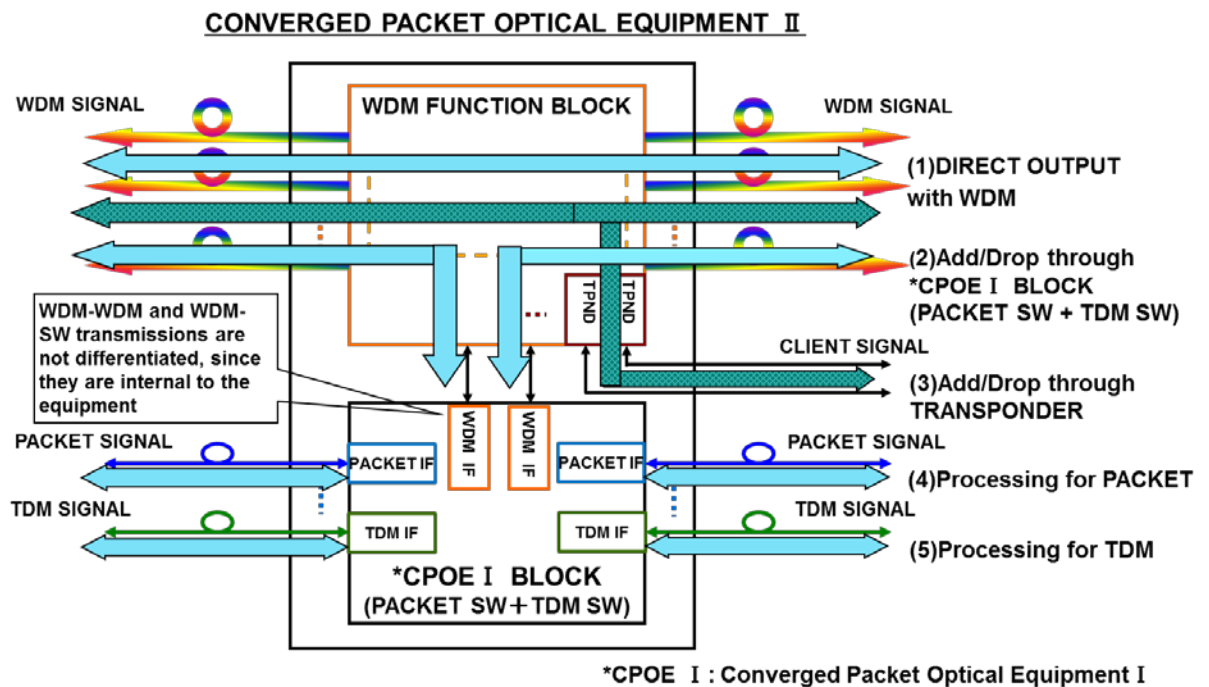 CONVERGED PACKET OPTICAL EQUIPMENT Ⅱ
WDM SIGNAL
WDM FUNCTION BLOCK
WDM SIGNAL
(1)DIRECT OUTPUT
with WDM
(2)Add/Drop through
*CPOE Ⅰ BLOCK
(PACKET SW + TDM SW)
TPND
TPND
WDM-WDM and WDM-
SW transmissions are
not differentiated, since
they are internal to the
equipment
CLIENT SIGNAL
(3)Add/Drop through
TRANSPONDER
WDM IF
WDM IF
PACKET SIGNAL
PACKET IF
PACKET IF
PACKET SIGNAL
(4)Processing for PACKET
TDM SIGNAL
TDM IF
TDM IF
TDM SIGNAL
(5)Processing for TDM
*CPOE Ⅰ BLOCK
(PACKET SW+TDM SW)
*CPOE Ⅰ: Converged Packet Optical Equipment Ⅰ